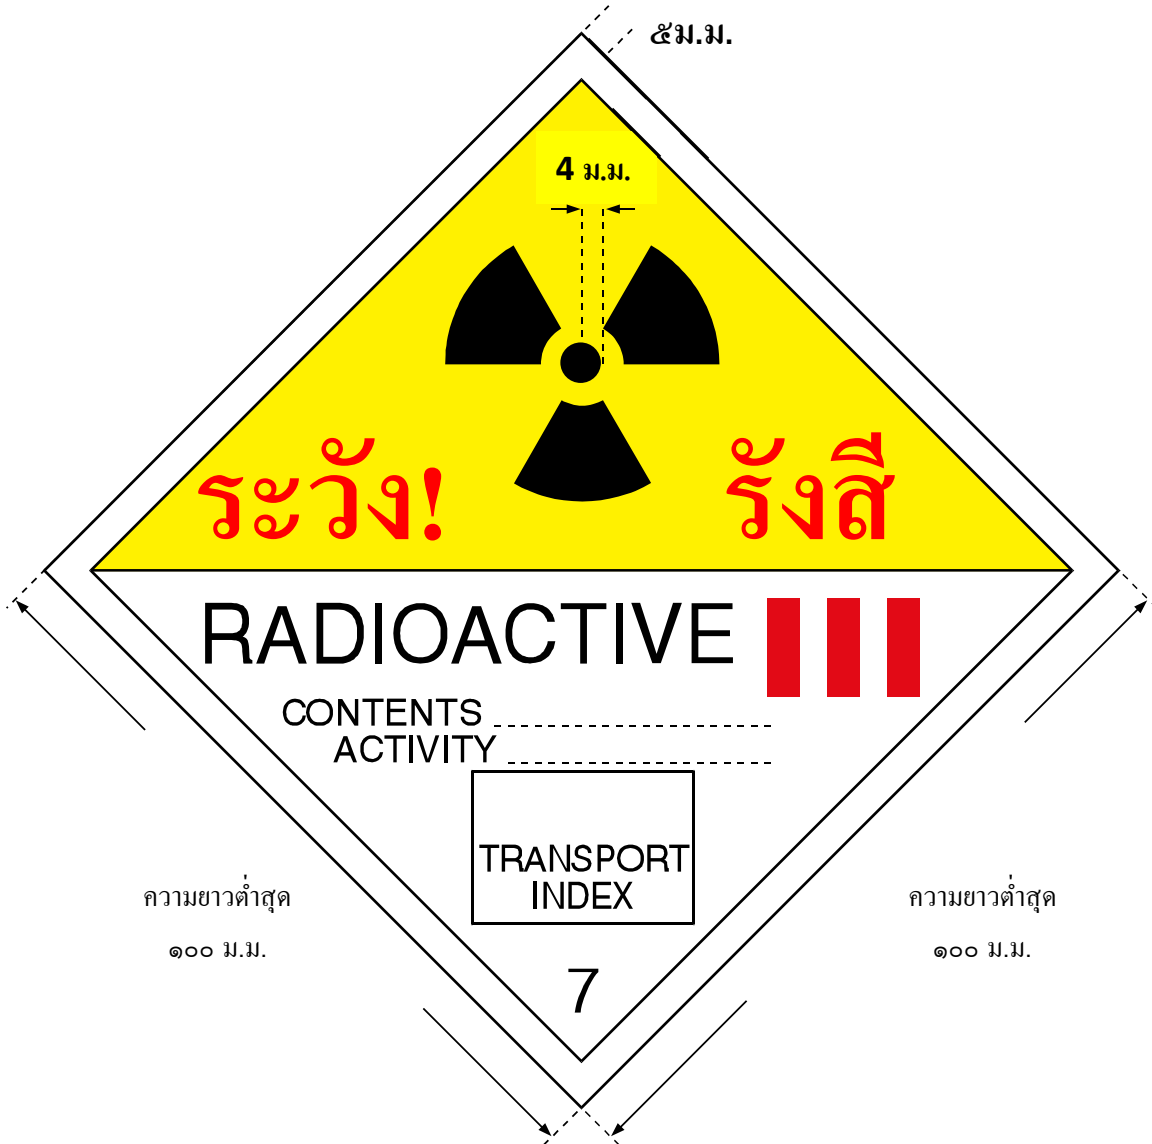 ๕ม.ม.
4 ม.ม.
ระวัง! รังสี
RADIOACTIVE III
CONTENTS
ACTIVITY
TRANSPORT
INDEX
ความยาวต่ำสุด
๑๐๐ ม.ม.
ความยาวต่ำสุด
๑๐๐ ม.ม.
7